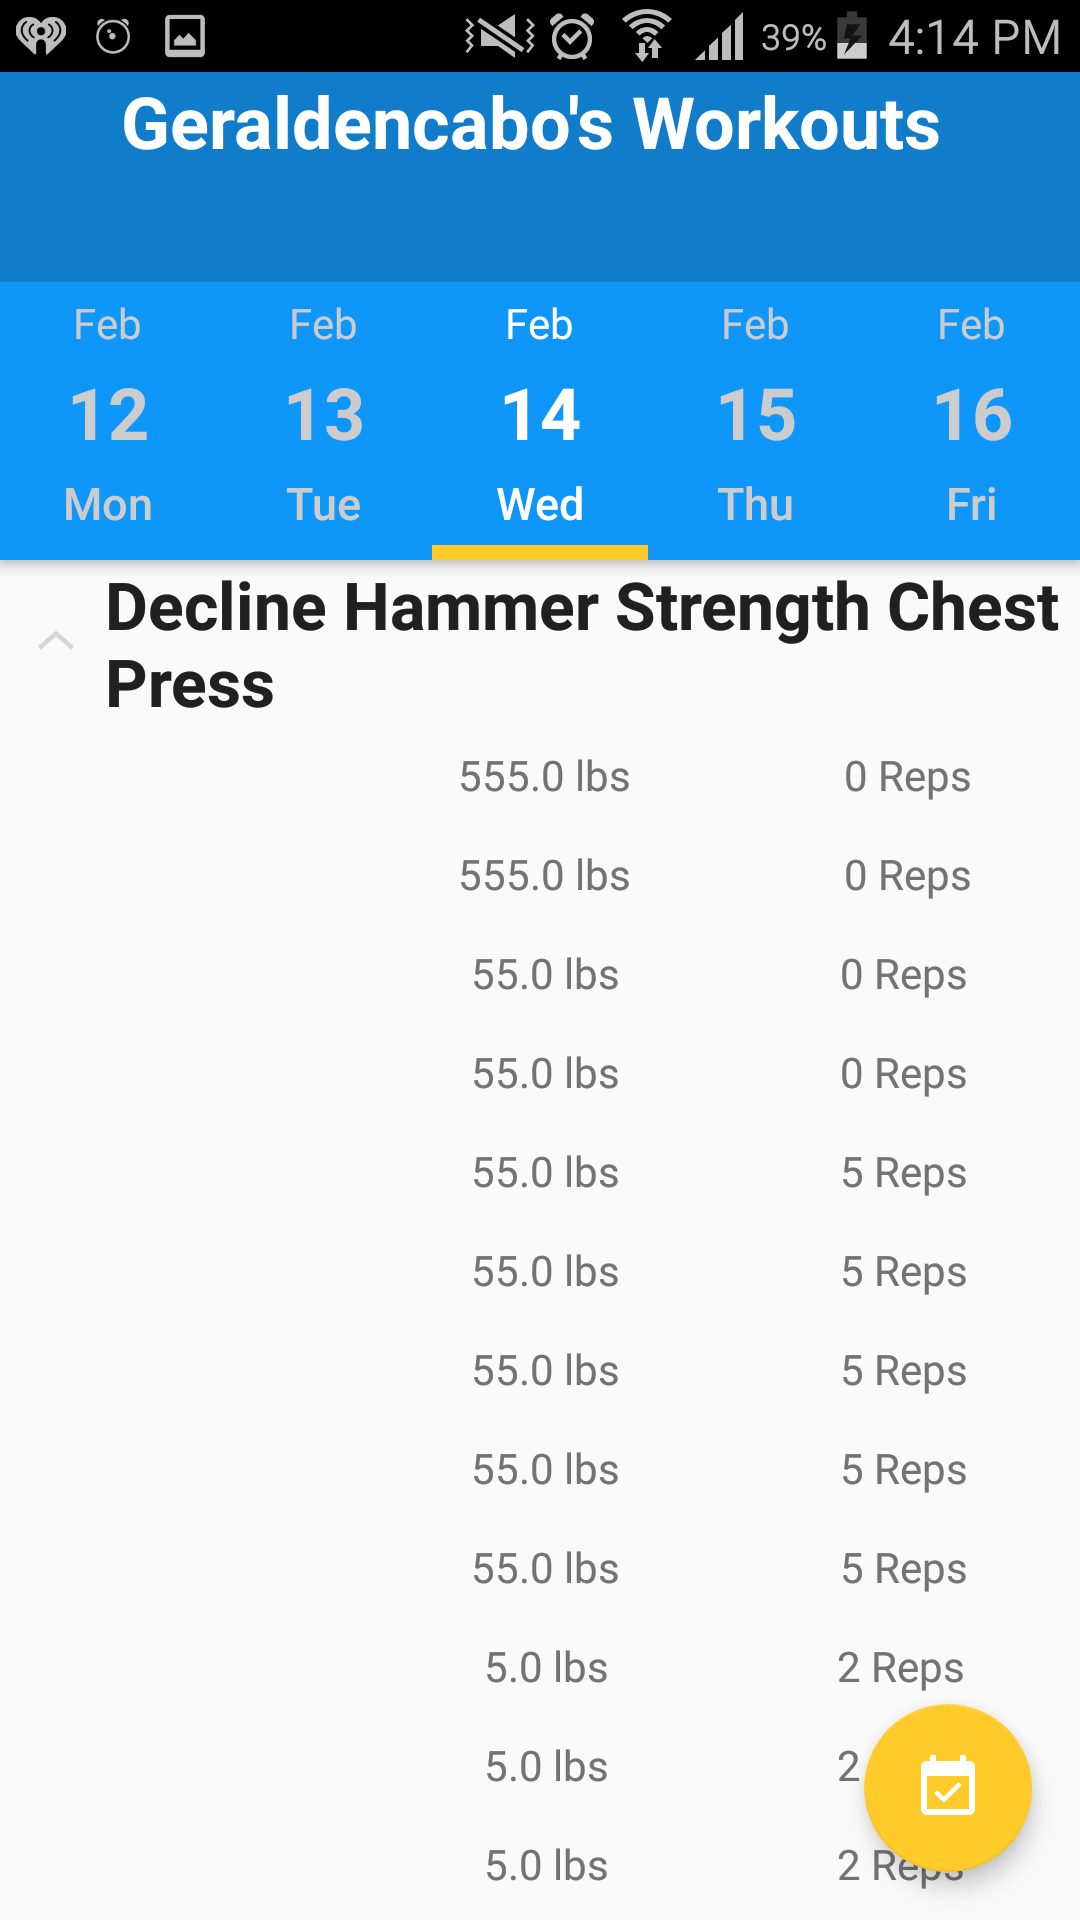 39% 4:14 PM
Geraldencabo's Workouts
Feb Feb Feb Feb Feb
12 13 14 15 16
Mon Tue Wed Thu Fri
Decline Hammer Strength Chest
Press
555.0 lbs 0 Reps
555.0 lbs 0 Reps
55.0 lbs 0 Reps
55.0 lbs 0 Reps
55.0 lbs 5 Reps
55.0 lbs 5 Reps
55.0 lbs 5 Reps
55.0 lbs 5 Reps
55.0 lbs 5 Reps
5.0 lbs 2 Reps
5.0 lbs 2
5.0 lbs 2 Reps